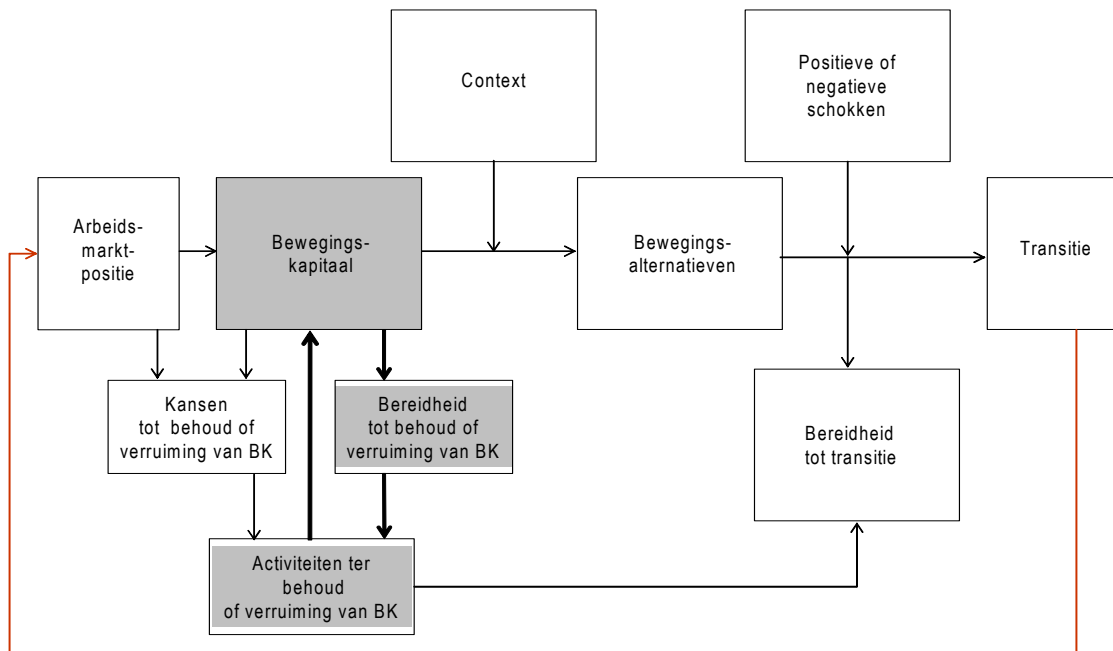 Context
Positieve of
negatieve
schokken
Arbeids-
markt-
positie
Bewegings-
kapitaal
Bewegings-
alternatieven
Transitie
Kansen
tot behoud of
verruiming van BK
Bereidheid
tot behoud of
verruiming van BK
Bereidheid
tot transitie
Activiteiten ter
behoud
of verruiming van BK